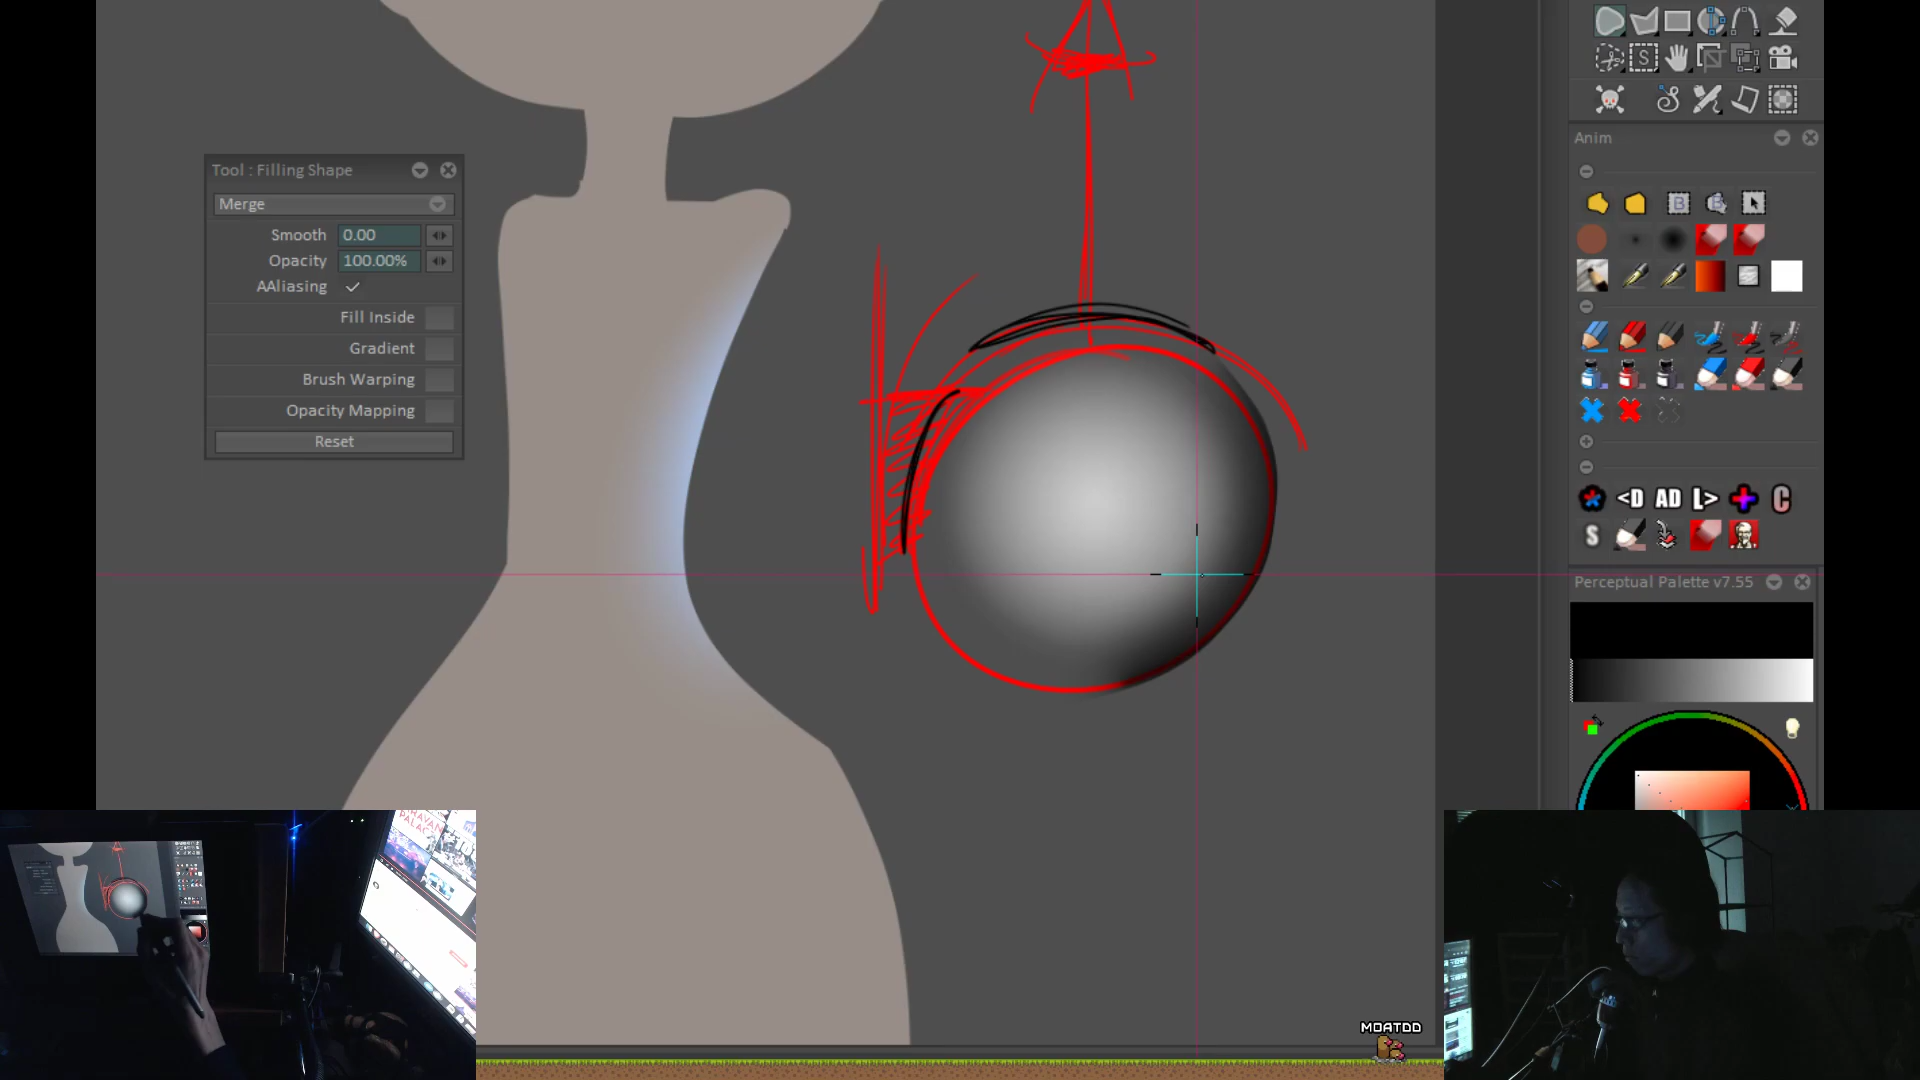 Anim
Tool : Filling Shape
Merge
Smooth 0.00
Opacity 100.00%
AAliasing
Fill Inside
Gradient
Brush Warping
Opacity Mapping
Reset
S
B
B
<D AD L> C
S
Perceptual Palette v7.55
PALAC
MOATDD